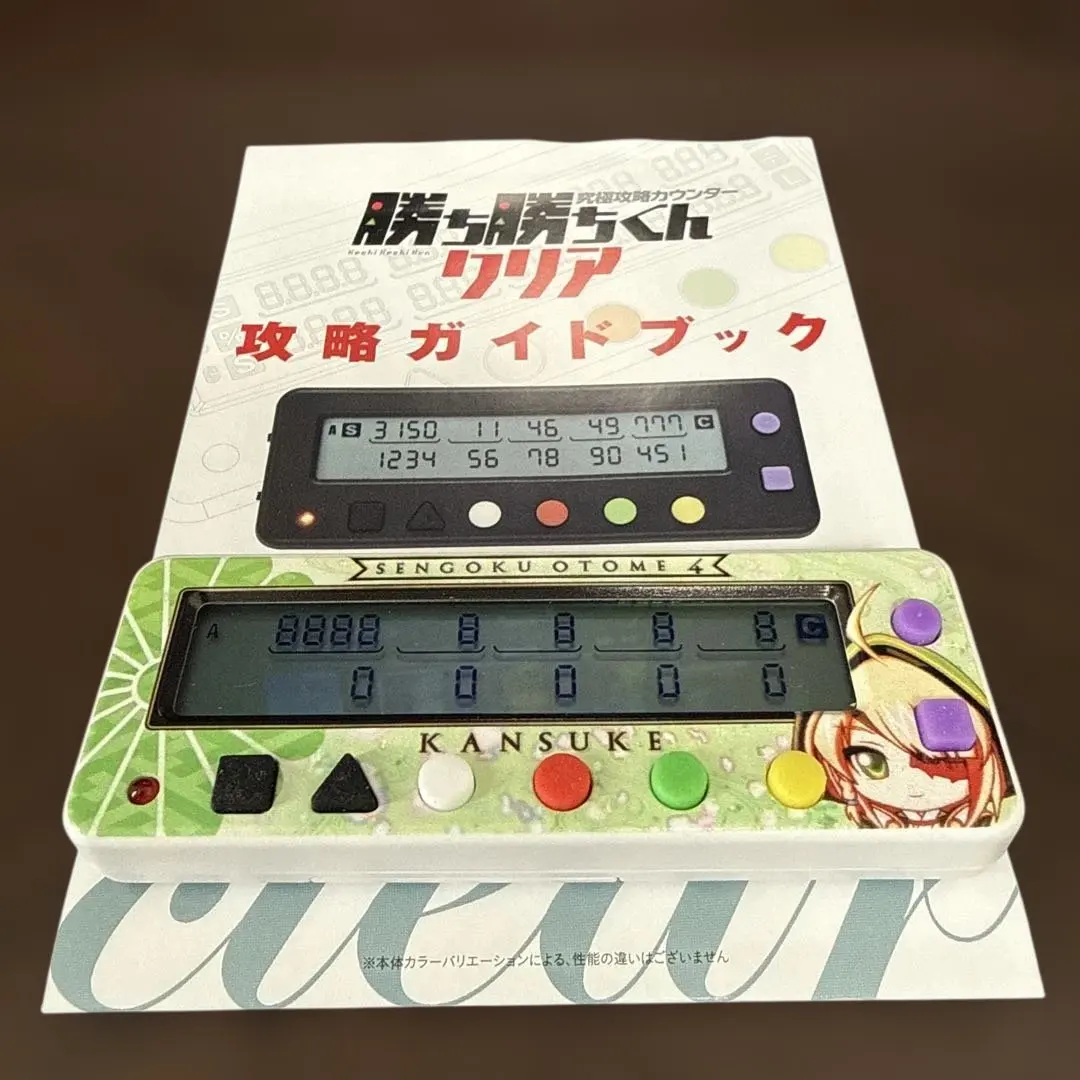 究極攻略カウンター
勝ち勝ちくん
KachiKachiKun
クリア
攻略ガイドブック
A S 3150 11 46 49 777 C
1234 56 78 90 451
SENGOKU OTOME 4
A 8888 8 8 8 8 C
0 0 0 0 0
KANSUKE
clear
※本体カラーバリエーションによる、性能の違いはございません